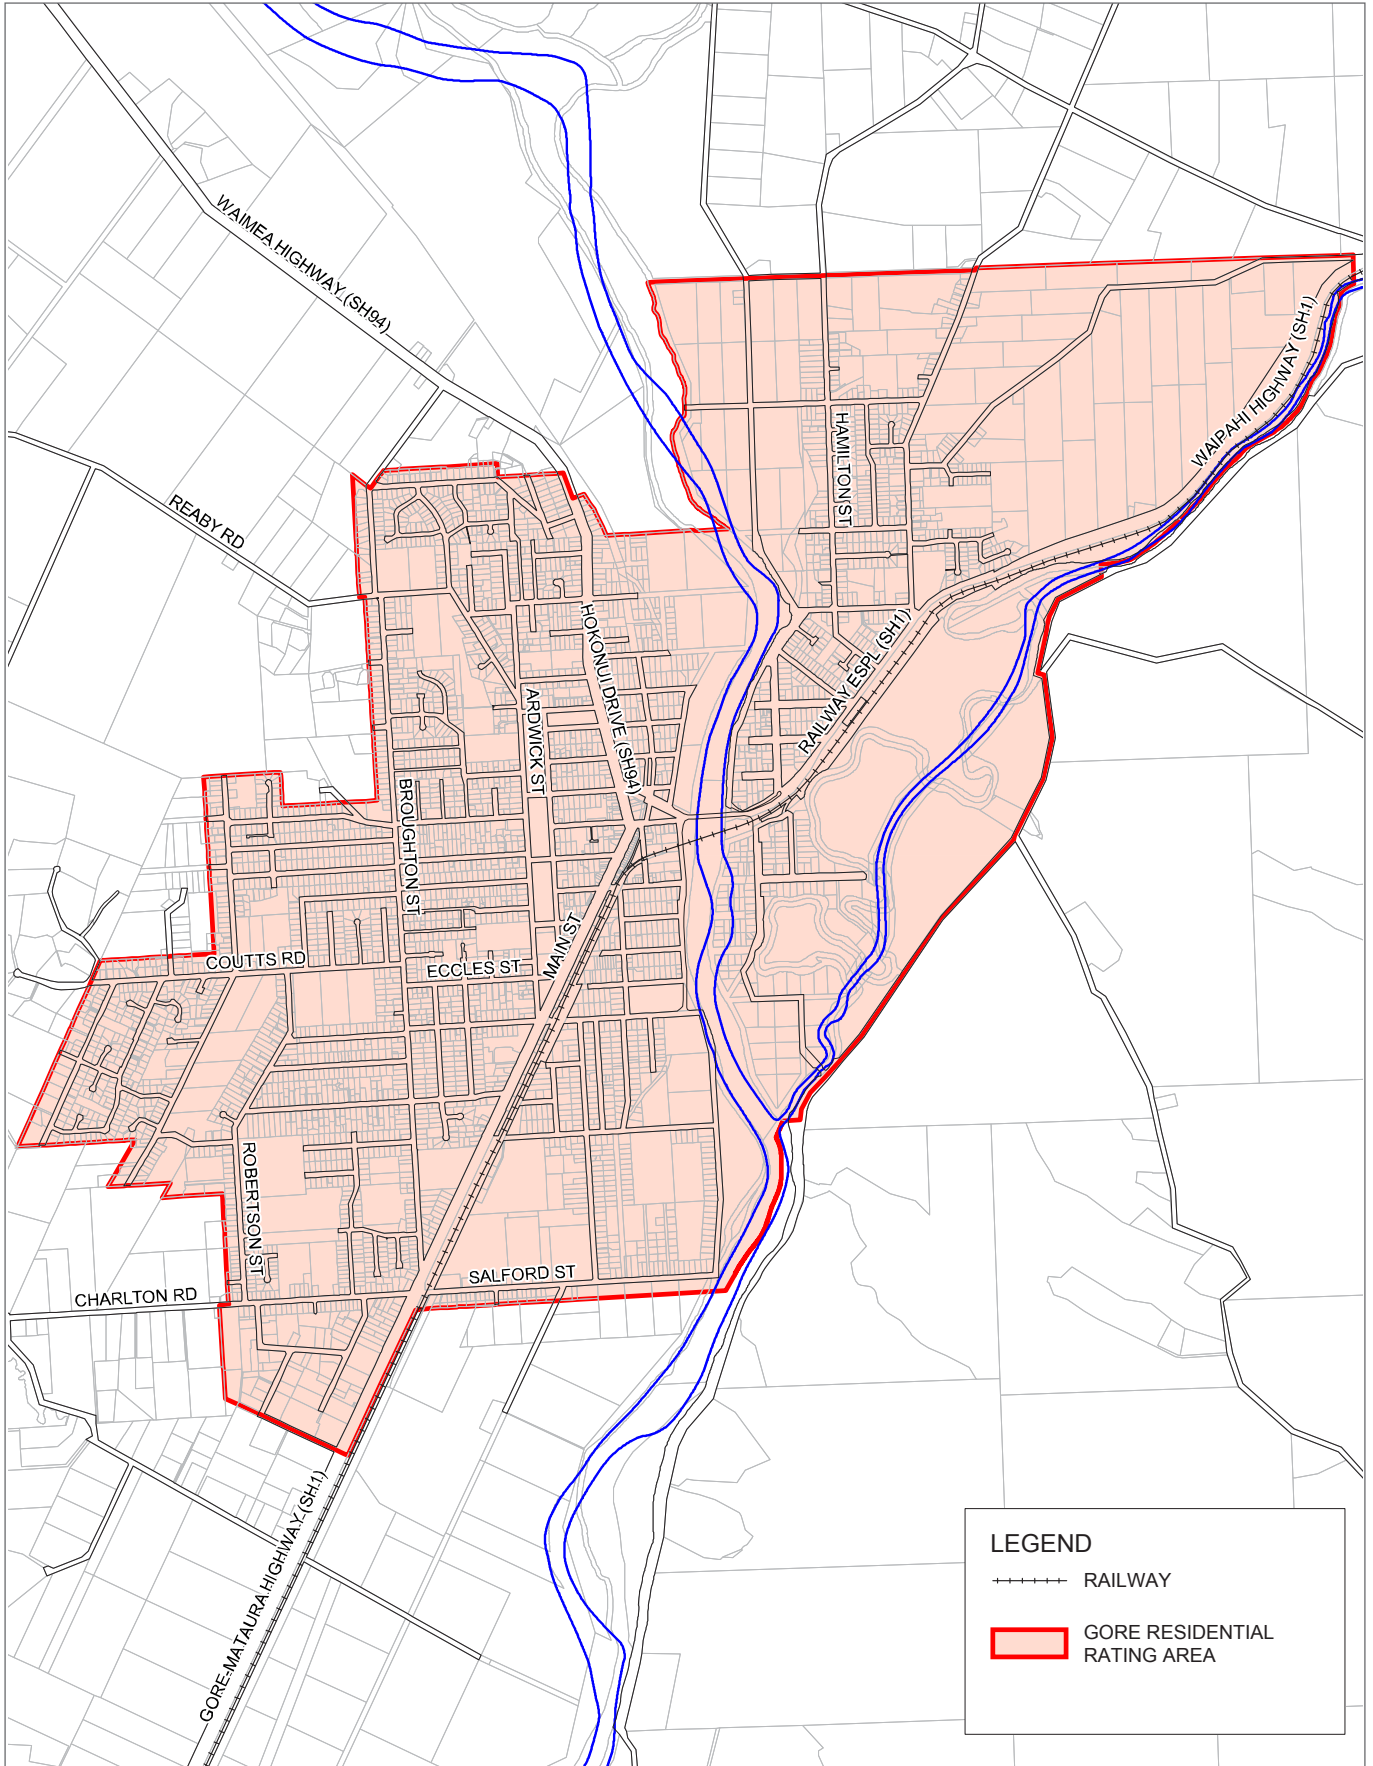 WAIMEA HIGHWAY (SH94)
WAIPAHI HIGHWAY (SH1)
HAMILTON ST
REABY RD
HOKONUI DRIVE (SH94)
RAILWAY ESPL (SH1)
ARDWICK ST
BROUGHTON ST
MAIN ST
COUTTS RD
ECCLES ST
ROBERTSON ST
SALFORD ST
CHARLTON RD
GORE-MATAURA HIGHWAY (SH1)
LEGEND
RAILWAY
GORE RESIDENTIAL
RATING AREA